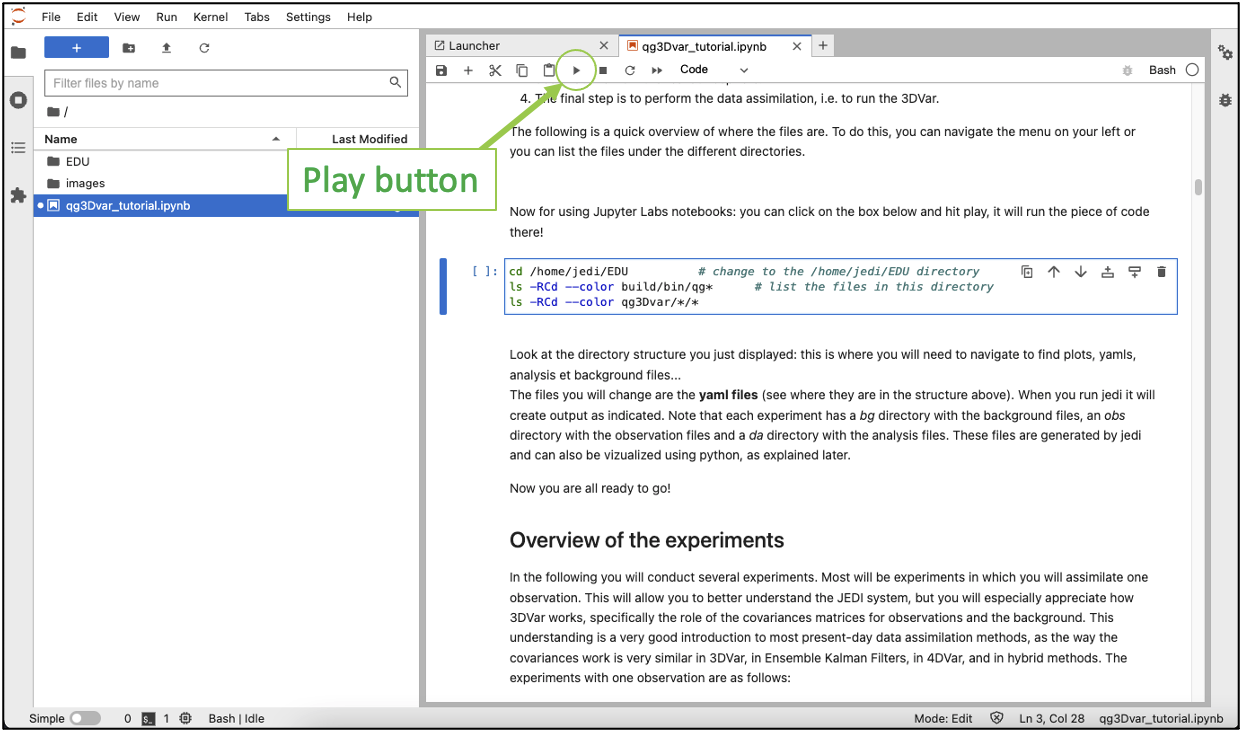 File Edit View Run Kernel Tabs Settings Help
Filter files by name
/
Name Last Modified
EDU
images
qg3Dvar_tutorial.ipynb
Play button
Launcher
qg3Dvar_tutorial.ipynb
Code
Bash
4. The final step is to perform the data assimilation, i.e. to run the 3DVar.
The following is a quick overview of where the files are. To do this, you can navigate the menu on your left or
you can list the files under the different directories.
Now for using Jupyter Labs notebooks: you can click on the box below and hit play, it will run the piece of code
there!
[ ]: cd /home/jedi/EDU # change to the /home/jedi/EDU directory
ls -RCd --color build/bin/qg* # list the files in this directory
ls -RCd --color qg3Dvar/*/*
Look at the directory structure you just displayed: this is where you will need to navigate to find plots, yamls,
analysis et background files...
The files you will change are the yaml files (see where they are in the structure above). When you run jedi it will
create output as indicated. Note that each experiment has a bg directory with the background files, an obs
directory with the observation files and a da directory with the analysis files. These files are generated by jedi
and can also be vizualized using python, as explained later.
Now you are all ready to go!
Overview of the experiments
In the following you will conduct several experiments. Most will be experiments in which you will assimilate one
observation. This will allow you to better understand the JEDI system, but you will especially appreciate how
3DVar works, specifically the role of the covariances matrices for observations and the background. This
understanding is a very good introduction to most present-day data assimilation methods, as the way the
covariances work is very similar in 3DVar, in Ensemble Kalman Filters, in 4DVar, and in hybrid methods. The
experiments with one observation are as follows:
Simple 0 1 Bash | Idle Mode: Edit Ln 3, Col 28 qg3Dvar_tutorial.ipynb